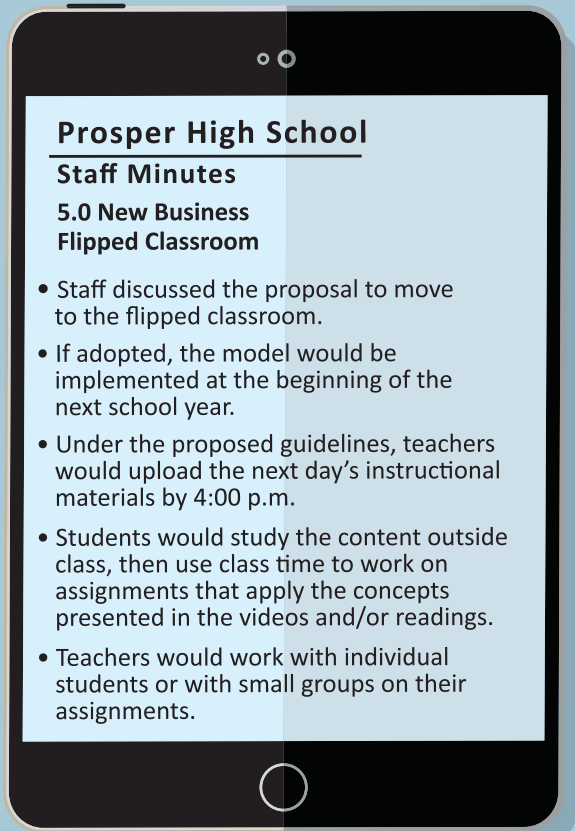 Prosper High School
Staff Minutes
5.0 New Business
Flipped Classroom
• Staff discussed the proposal to move
to the flipped classroom.
• If adopted, the model would be
implemented at the beginning of the
next school year.
• Under the proposed guidelines, teachers
would upload the next day’s instructional
materials by 4:00 p.m.
• Students would study the content outside
class, then use class time to work on
assignments that apply the concepts
presented in the videos and/or readings.
• Teachers would work with individual
students or with small groups on their
assignments.